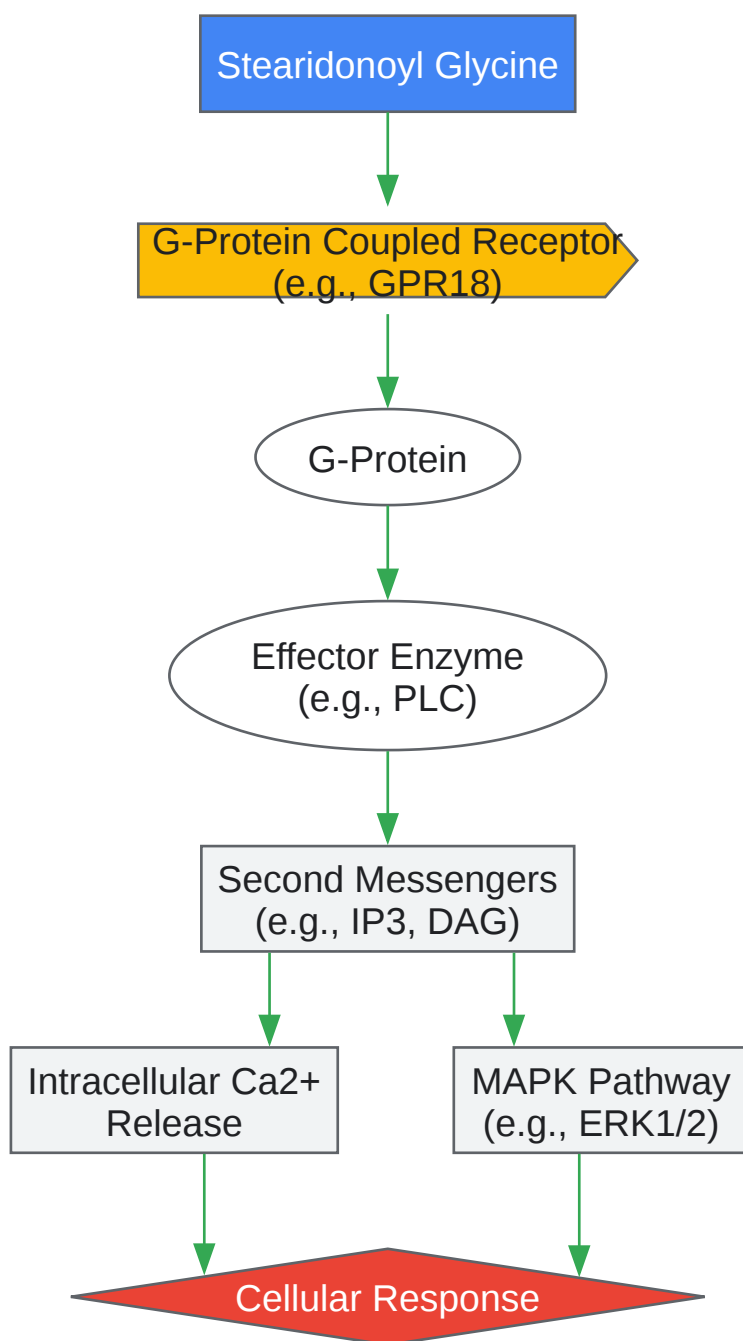 Stearidonoyl Glycine
G-Protein Coupled Receptor
(e.g., GPR18)
G-Protein
Effector Enzyme
(e.g., PLC)
Second Messengers
(e.g., IP3, DAG)
Intracellular Ca2+
Release
MAPK Pathway
(e.g., ERK1/2)
Cellular Response